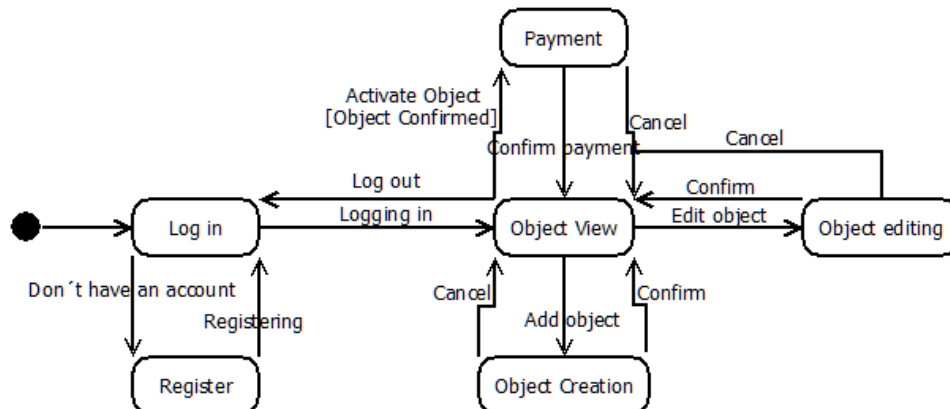 Payment
Activate Object
[Object Confirmed]
Cancel
Confirm payment
Cancel
Log out
Confirm
Log in
Logging in
Object View
Edit object
Object editing
Don´t have an account
Cancel
Confirm
Registering
Add object
Register
Object Creation